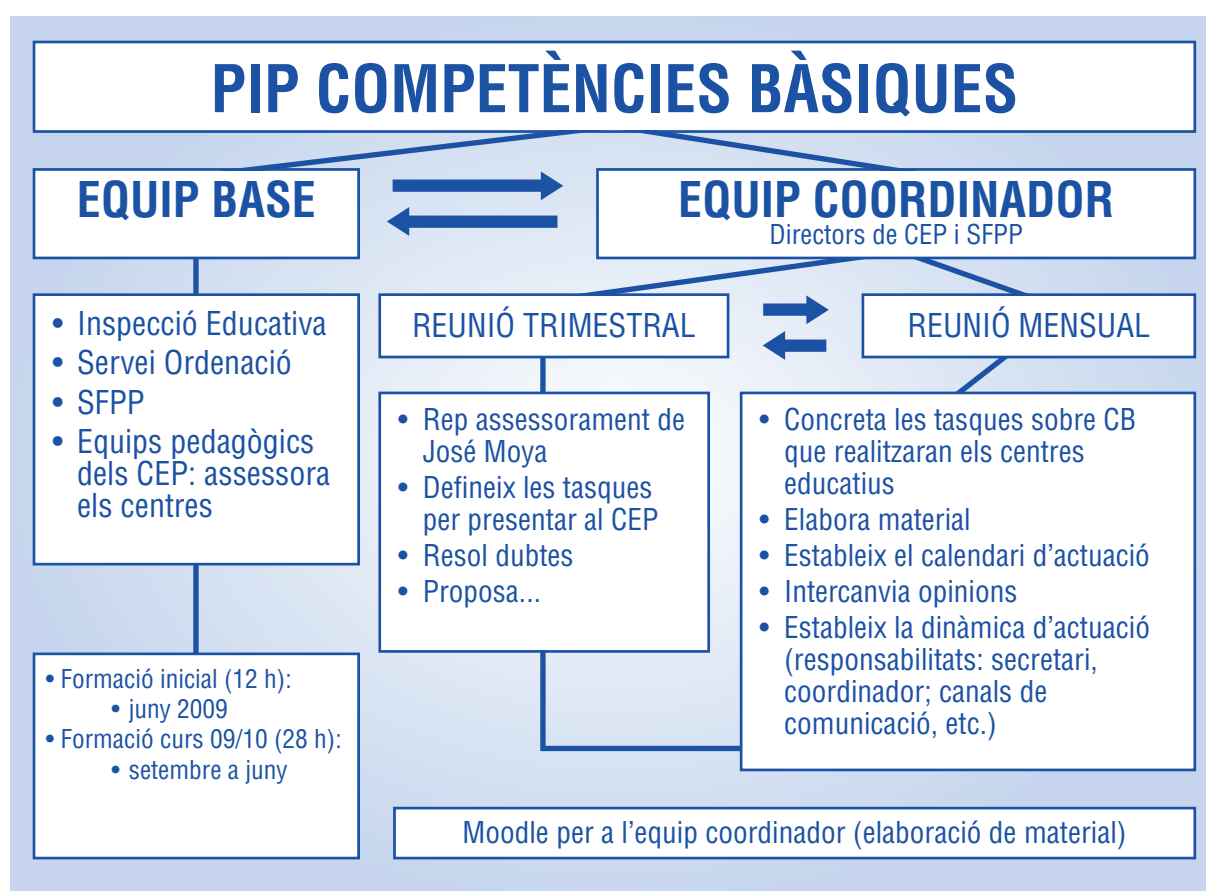 PIP COMPETÈNCIES BÀSIQUES
EQUIP BASE
EQUIP COORDINADOR
Directors de CEP i SFPP
• Inspecció Educativa
• Servei Ordenació
• SFPP
• Equips pedagògics
dels CEP: assessora
els centres
REUNIÓ TRIMESTRAL
REUNIÓ MENSUAL
• Rep assessorament de
José Moya
• Defineix les tasques
per presentar al CEP
• Resol dubtes
• Proposa...
• Concreta les tasques sobre CB
que realitzaran els centres
educatius
• Elabora material
• Estableix el calendari d’actuació
• Intercanvia opinions
• Estableix la dinàmica d’actuació
(responsabilitats: secretari,
coordinador; canals de
comunicació, etc.)
• Formació inicial (12 h):
• juny 2009
• Formació curs 09/10 (28 h):
• setembre a juny
Moodle per a l’equip coordinador (elaboració de material)